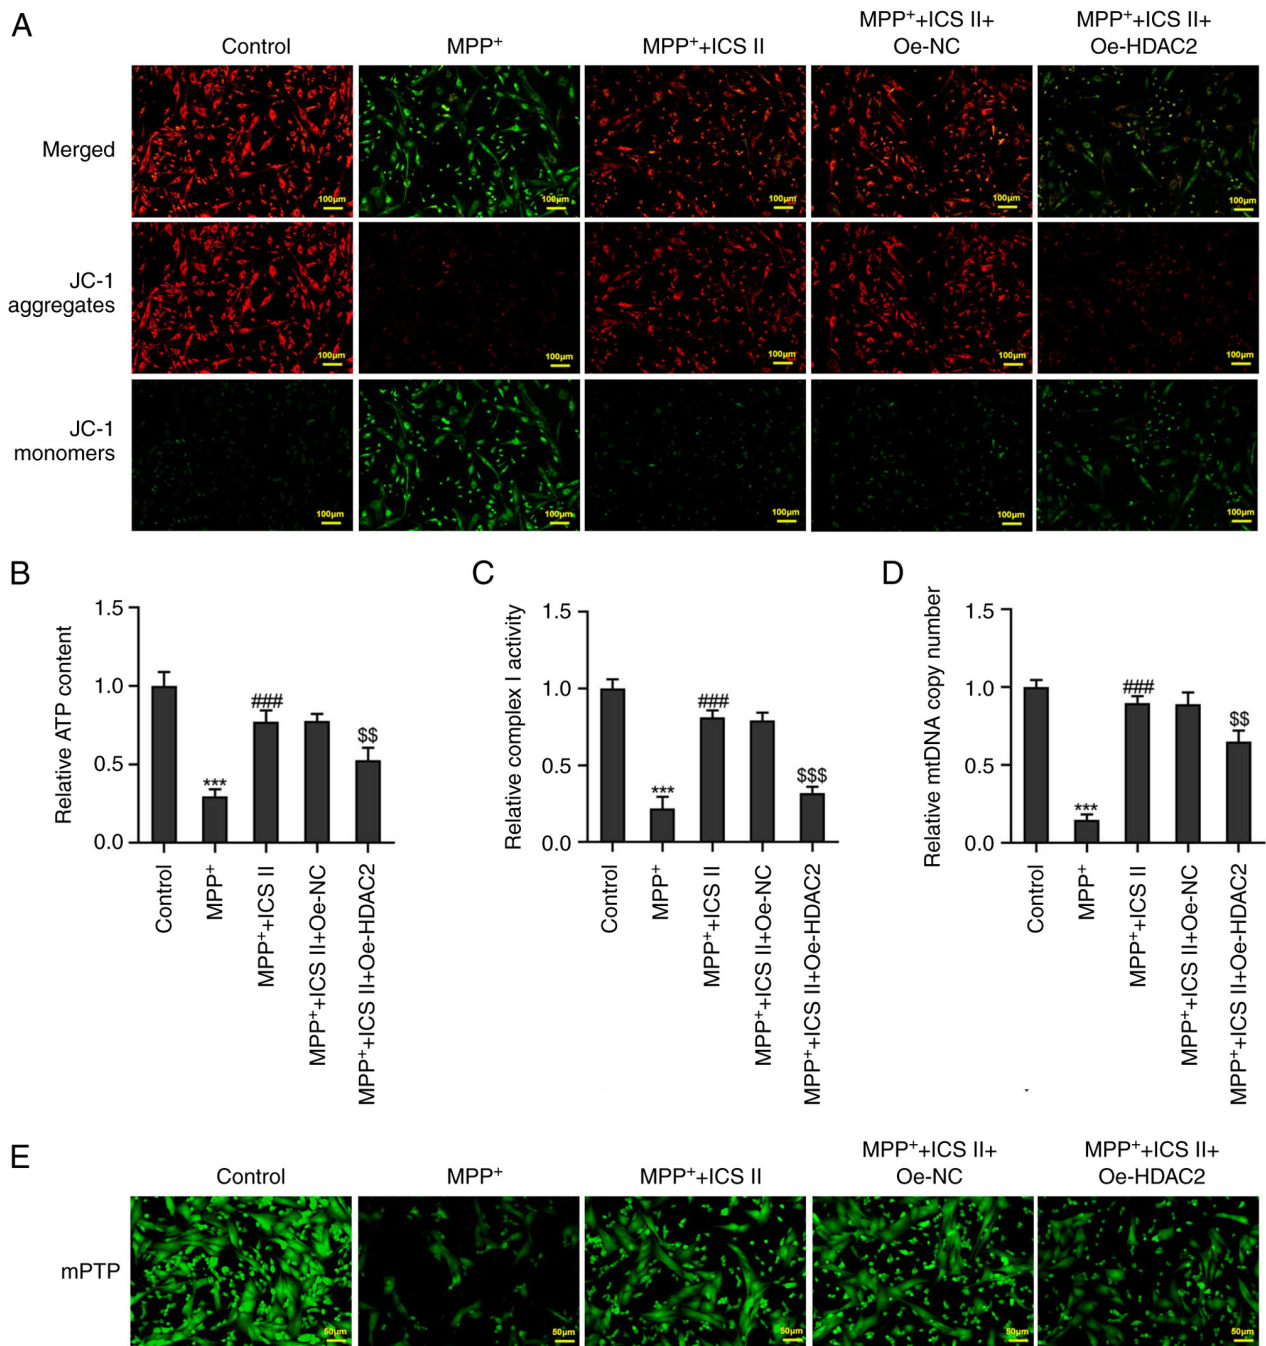 A
Control
MPP⁺
MPP⁺+ICS II
MPP⁺+ICS II+
Oe-NC
MPP⁺+ICS II+
Oe-HDAC2
Merged
100μm
100μm
100μm
100μm
100μm
JC-1
aggregates
100μm
100μm
100μm
100μm
100μm
JC-1
monomers
100μm
100μm
100μm
100μm
100μm
B
Relative ATP content
1.5
1.0
0.5
0.0
***
###
$$
Control
MPP⁺
MPP⁺+ICS II
MPP⁺+ICS II+Oe-NC
MPP⁺+ICS II+Oe-HDAC2
C
Relative complex I activity
1.5
1.0
0.5
0.0
***
###
$$$
Control
MPP⁺
MPP⁺+ICS II
MPP⁺+ICS II+Oe-NC
MPP⁺+ICS II+Oe-HDAC2
D
Relative mtDNA copy number
1.5
1.0
0.5
0.0
***
###
$$
Control
MPP⁺
MPP⁺+ICS II
MPP⁺+ICS II+Oe-NC
MPP⁺+ICS II+Oe-HDAC2
E
Control
MPP⁺
MPP⁺+ICS II
MPP⁺+ICS II+
Oe-NC
MPP⁺+ICS II+
Oe-HDAC2
mPTP
50μm
50μm
50μm
50μm
50μm